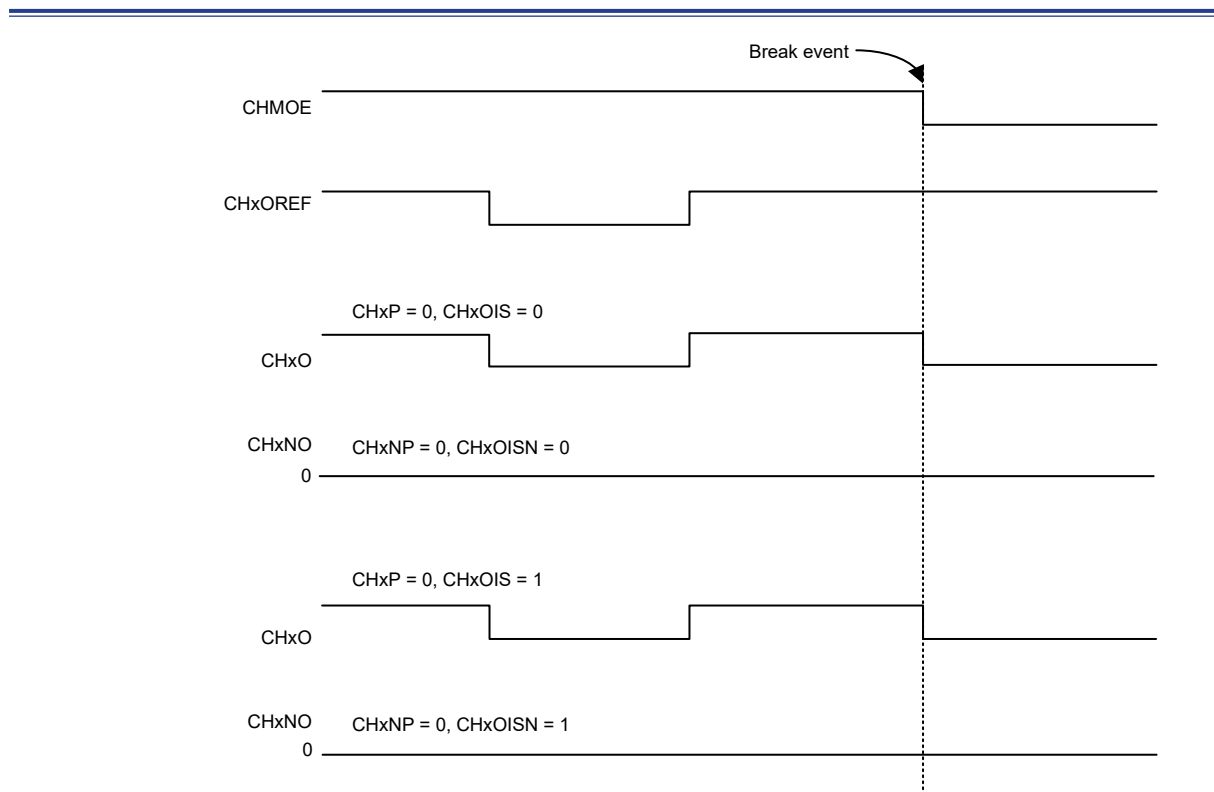 Break event
CHMOE
CHxOREF
CHxP = 0, CHxOIS = 0
CHxO
CHxNO
CHxNP = 0, CHxOISN = 0
0
CHxP = 0, CHxOIS = 1
CHxO
CHxNO
CHxNP = 0, CHxOISN = 1
0